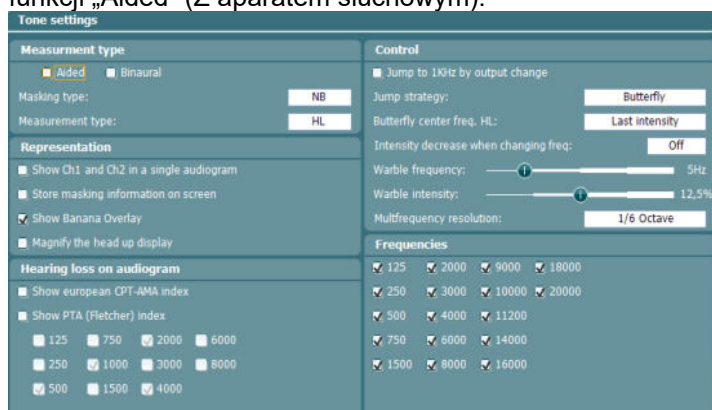 funkcji „Aided" (Z aparatem słuchowym).
Tone settings
Measurment type
Aided Binaural
Masking type: NB
Measurement type: HL
Representation
Show Ch1 and Ch2 in a single audiogram
Store masking information on screen
Show Banana Overlay
Magnify the head up display
Hearing loss on audiogram
Show european CPT-AMA index
Show PTA (Fletcher) index
125 750 2000 6000
250 1000 3000 8000
500 1500 4000
Control
Jump to 1KHz by output change
Jump strategy: Butterfly
Butterfly center freq. HL: Last intensity
Intensity decrease when changing freq: Off
Warble frequency: 5Hz
Warble intensity: 12,5%
Multfrequency resolution: 1/6 Octave
Frequencies
125 2000 9000 18000
250 3000 10000 20000
500 4000 11200
750 6000 14000
1500 8000 16000